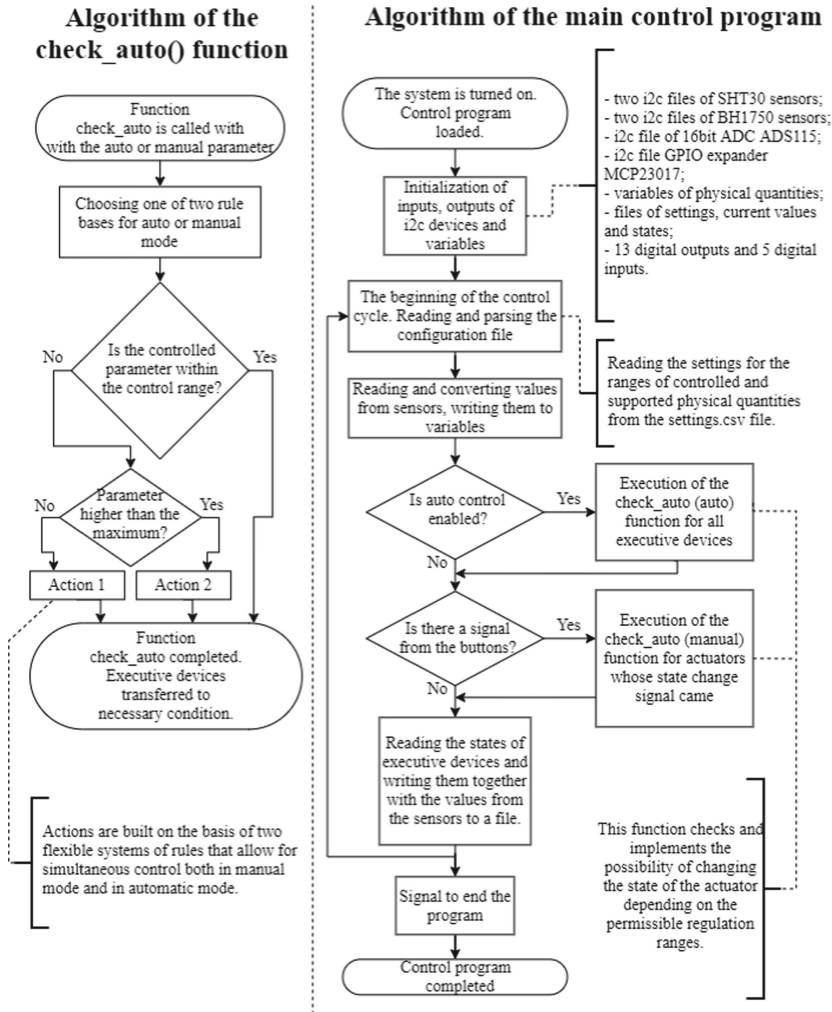 Algorithm of the
check_auto() function
Function
check_auto is called with
with the auto or manual parameter
Choosing one of two rule
bases for auto or manual
mode
Is the controlled
parameter within
the control range?
No
Yes
Parameter
higher than the
maximum?
No
Yes
Action 1
Action 2
Function
check_auto completed.
Executive devices
transferred to
necessary condition.
Actions are built on the basis of two
flexible systems of rules that allow for
simultaneous control both in manual
mode and in automatic mode.
Algorithm of the main control program
The system is turned on.
Control program
loaded.
Initialization of
inputs, outputs of
i2c devices and
variables
- two i2c files of SHT30 sensors;
- two i2c files of BH1750 sensors;
- i2c file of 16bit ADC ADS115;
- i2c file GPIO expander
MCP23017;
- variables of physical quantities;
- files of settings, current values
and states;
- 13 digital outputs and 5 digital
inputs.
The beginning of the control
cycle. Reading and parsing the
configuration file
Reading the settings for the
ranges of controlled and
supported physical quantities
from the settings.csv file.
Reading and converting values
from sensors, writing them to
variables
Is auto control
enabled?
Yes
No
Execution of the
check_auto (auto)
function for all
executive devices
Is there a signal
from the buttons?
Yes
No
Execution of the
check_auto (manual)
function for actuators
whose state change
signal came
Reading the states of
executive devices and
writing them together
with the values from
the sensors to a file.
This function checks and
implements the
possibility of changing
the state of the actuator
depending on the
permissible regulation
ranges.
Signal to end the
program
Control program
completed